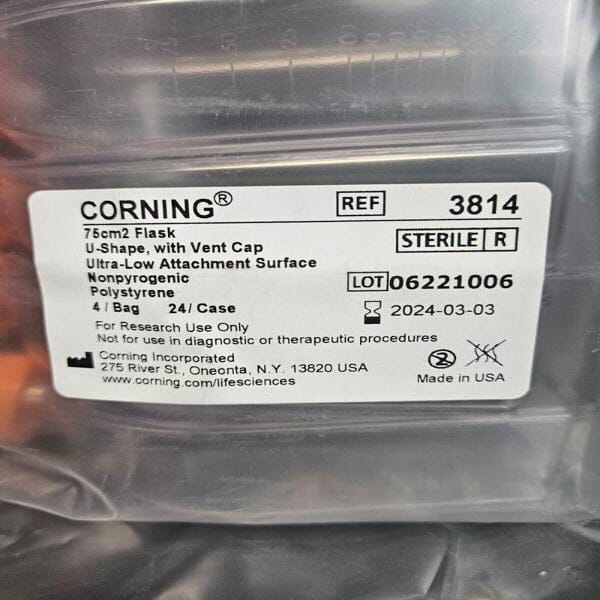 CORNING® REF 3814
75cm2 Flask
U-Shape, with Vent Cap STERILE R
Ultra-Low Attachment Surface
Nonpyrogenic LOT 06221006
Polystyrene
4 / Bag 24/ Case 2024-03-03
For Research Use Only
Not for use in diagnostic or therapeutic procedures
Corning Incorporated
275 River St., Oneonta, N.Y. 13820 USA
www.corning.com/lifesciences Made in USA